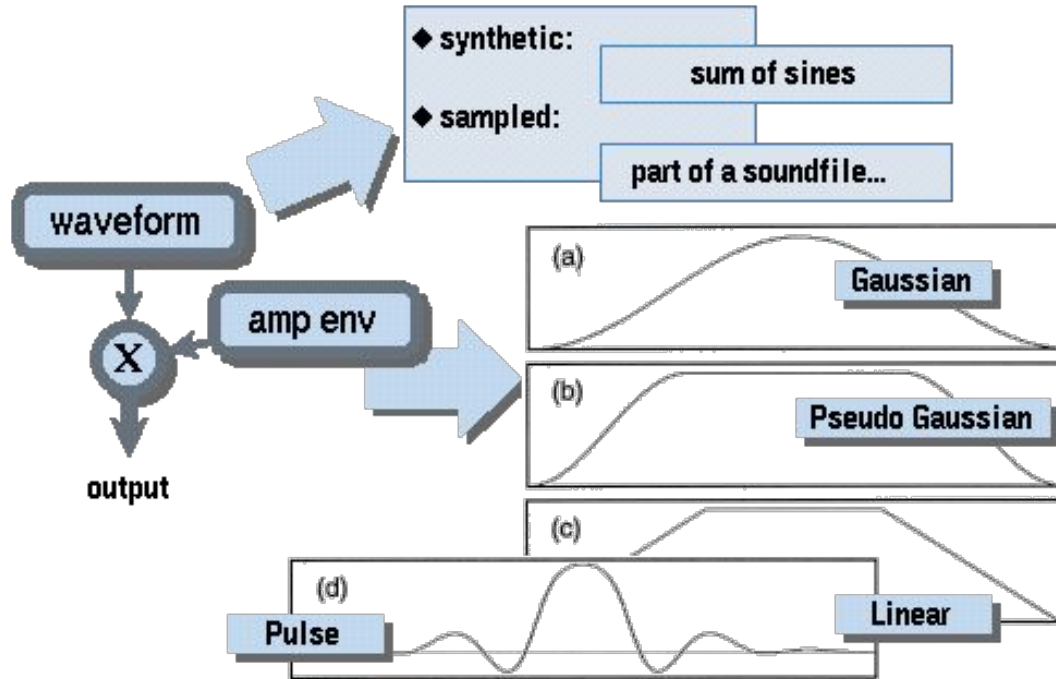 ◆ synthetic:
sum of sines
◆ sampled:
part of a soundfile...
waveform
amp env
X
output
(a)
Gaussian
(b)
Pseudo Gaussian
(c)
Linear
(d)
Pulse